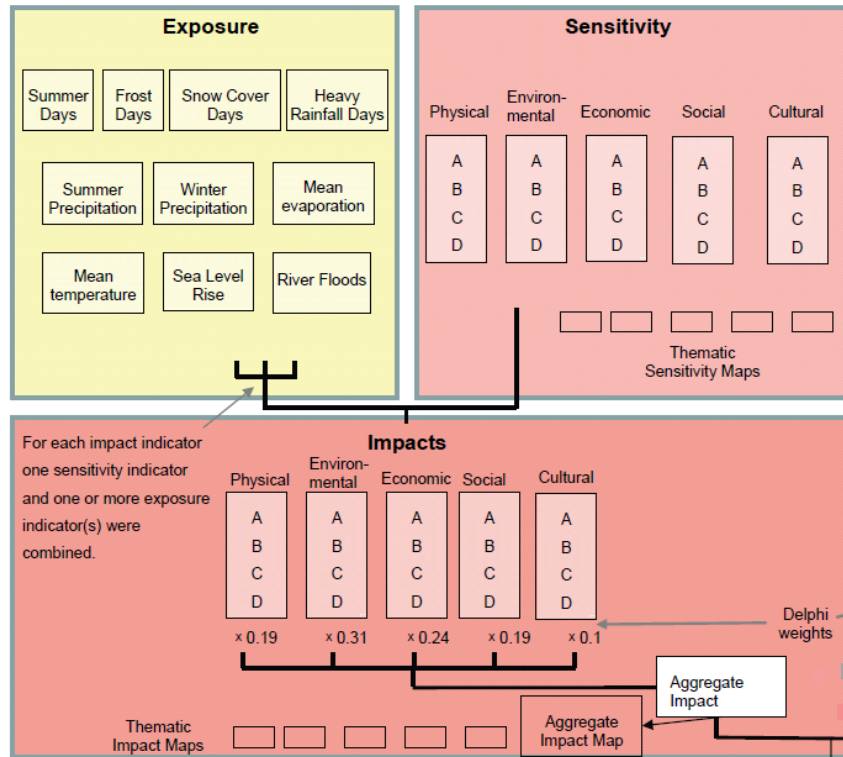 Exposure
Summer
Days
Frost
Days
Snow Cover
Days
Heavy
Rainfall Days
Summer
Precipitation
Winter
Precipitation
Mean
evaporation
Mean
temperature
Sea Level
Rise
River Floods
Sensitivity
Physical
Environ-
mental
Economic
Social
Cultural
A
B
C
D
A
B
C
D
A
B
C
D
A
B
C
D
A
B
C
D
Thematic
Sensitivity Maps
For each impact indicator
one sensitivity indicator
and one or more exposure
indicator(s) were
combined.
Impacts
Physical
Environ-
mental
Economic
Social
Cultural
A
B
C
D
A
B
C
D
A
B
C
D
A
B
C
D
A
B
C
D
x 0.19
x 0.31
x 0.24
x 0.19
x 0.1
Delphi
weights
Aggregate
Impact
Thematic
Impact Maps
Aggregate
Impact Map